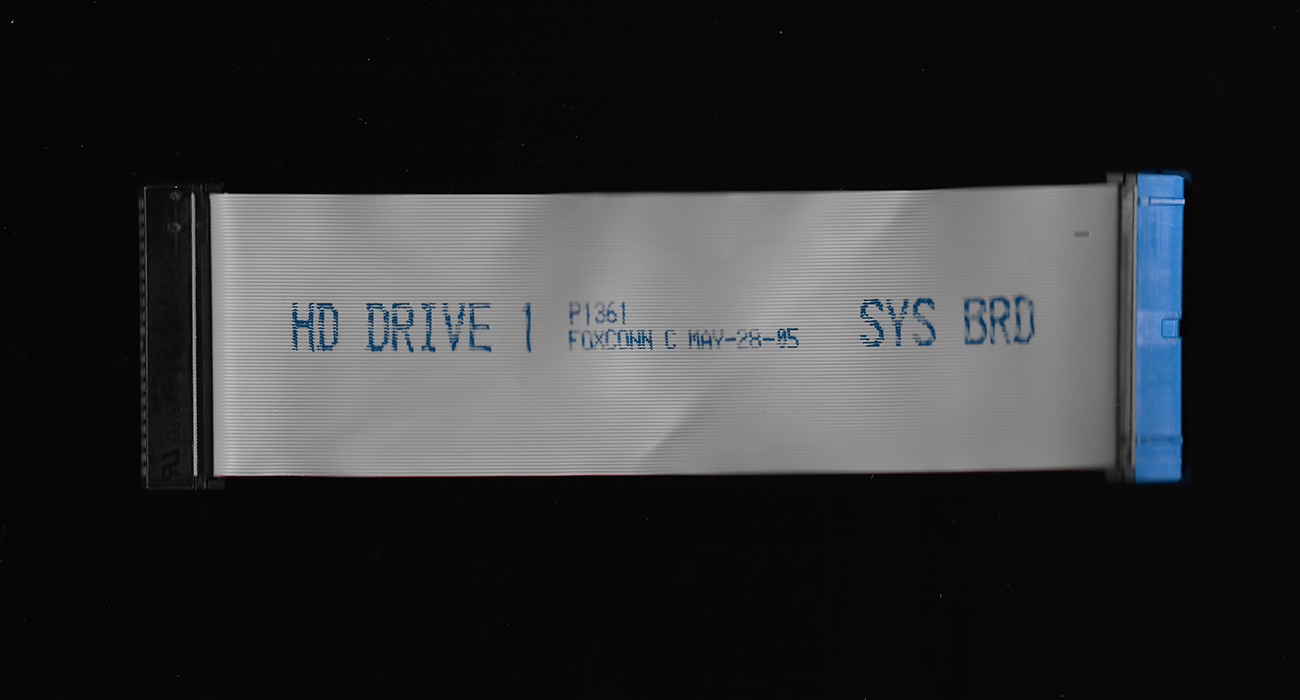 HD DRIVE 1
P1361
FOXCONN C MAY-28-05
SYS BRD